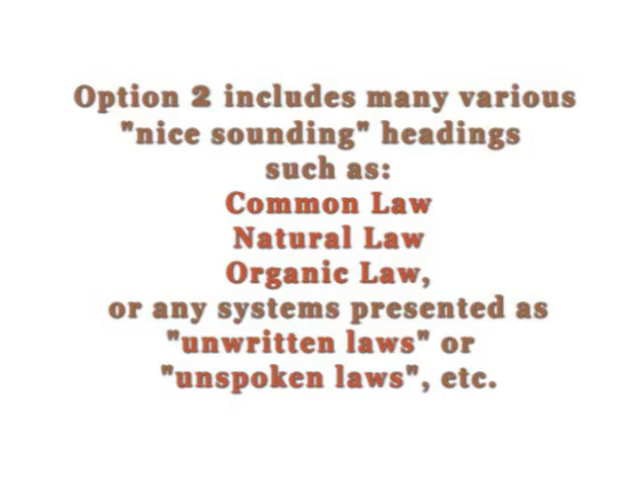 Option 2 includes many various
"nice sounding" headings
such as:
Common Law
Natural Law
Organic Law,
or any systems presented as
"unwritten laws" or
"unspoken laws", etc.